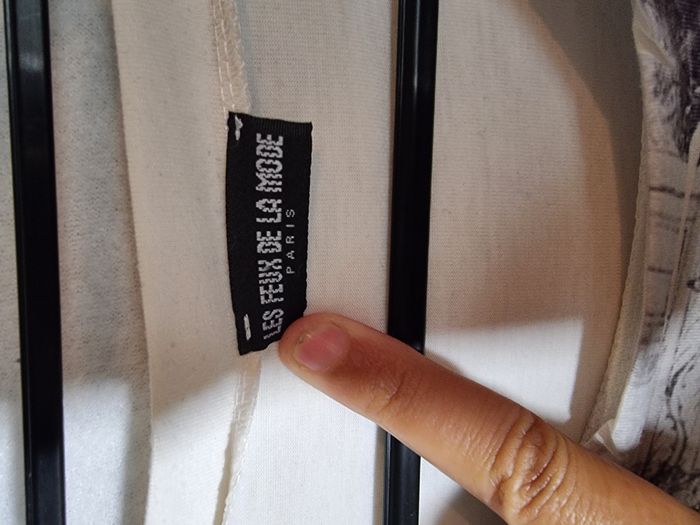 LES FEUX DE LA MODE
PARIS